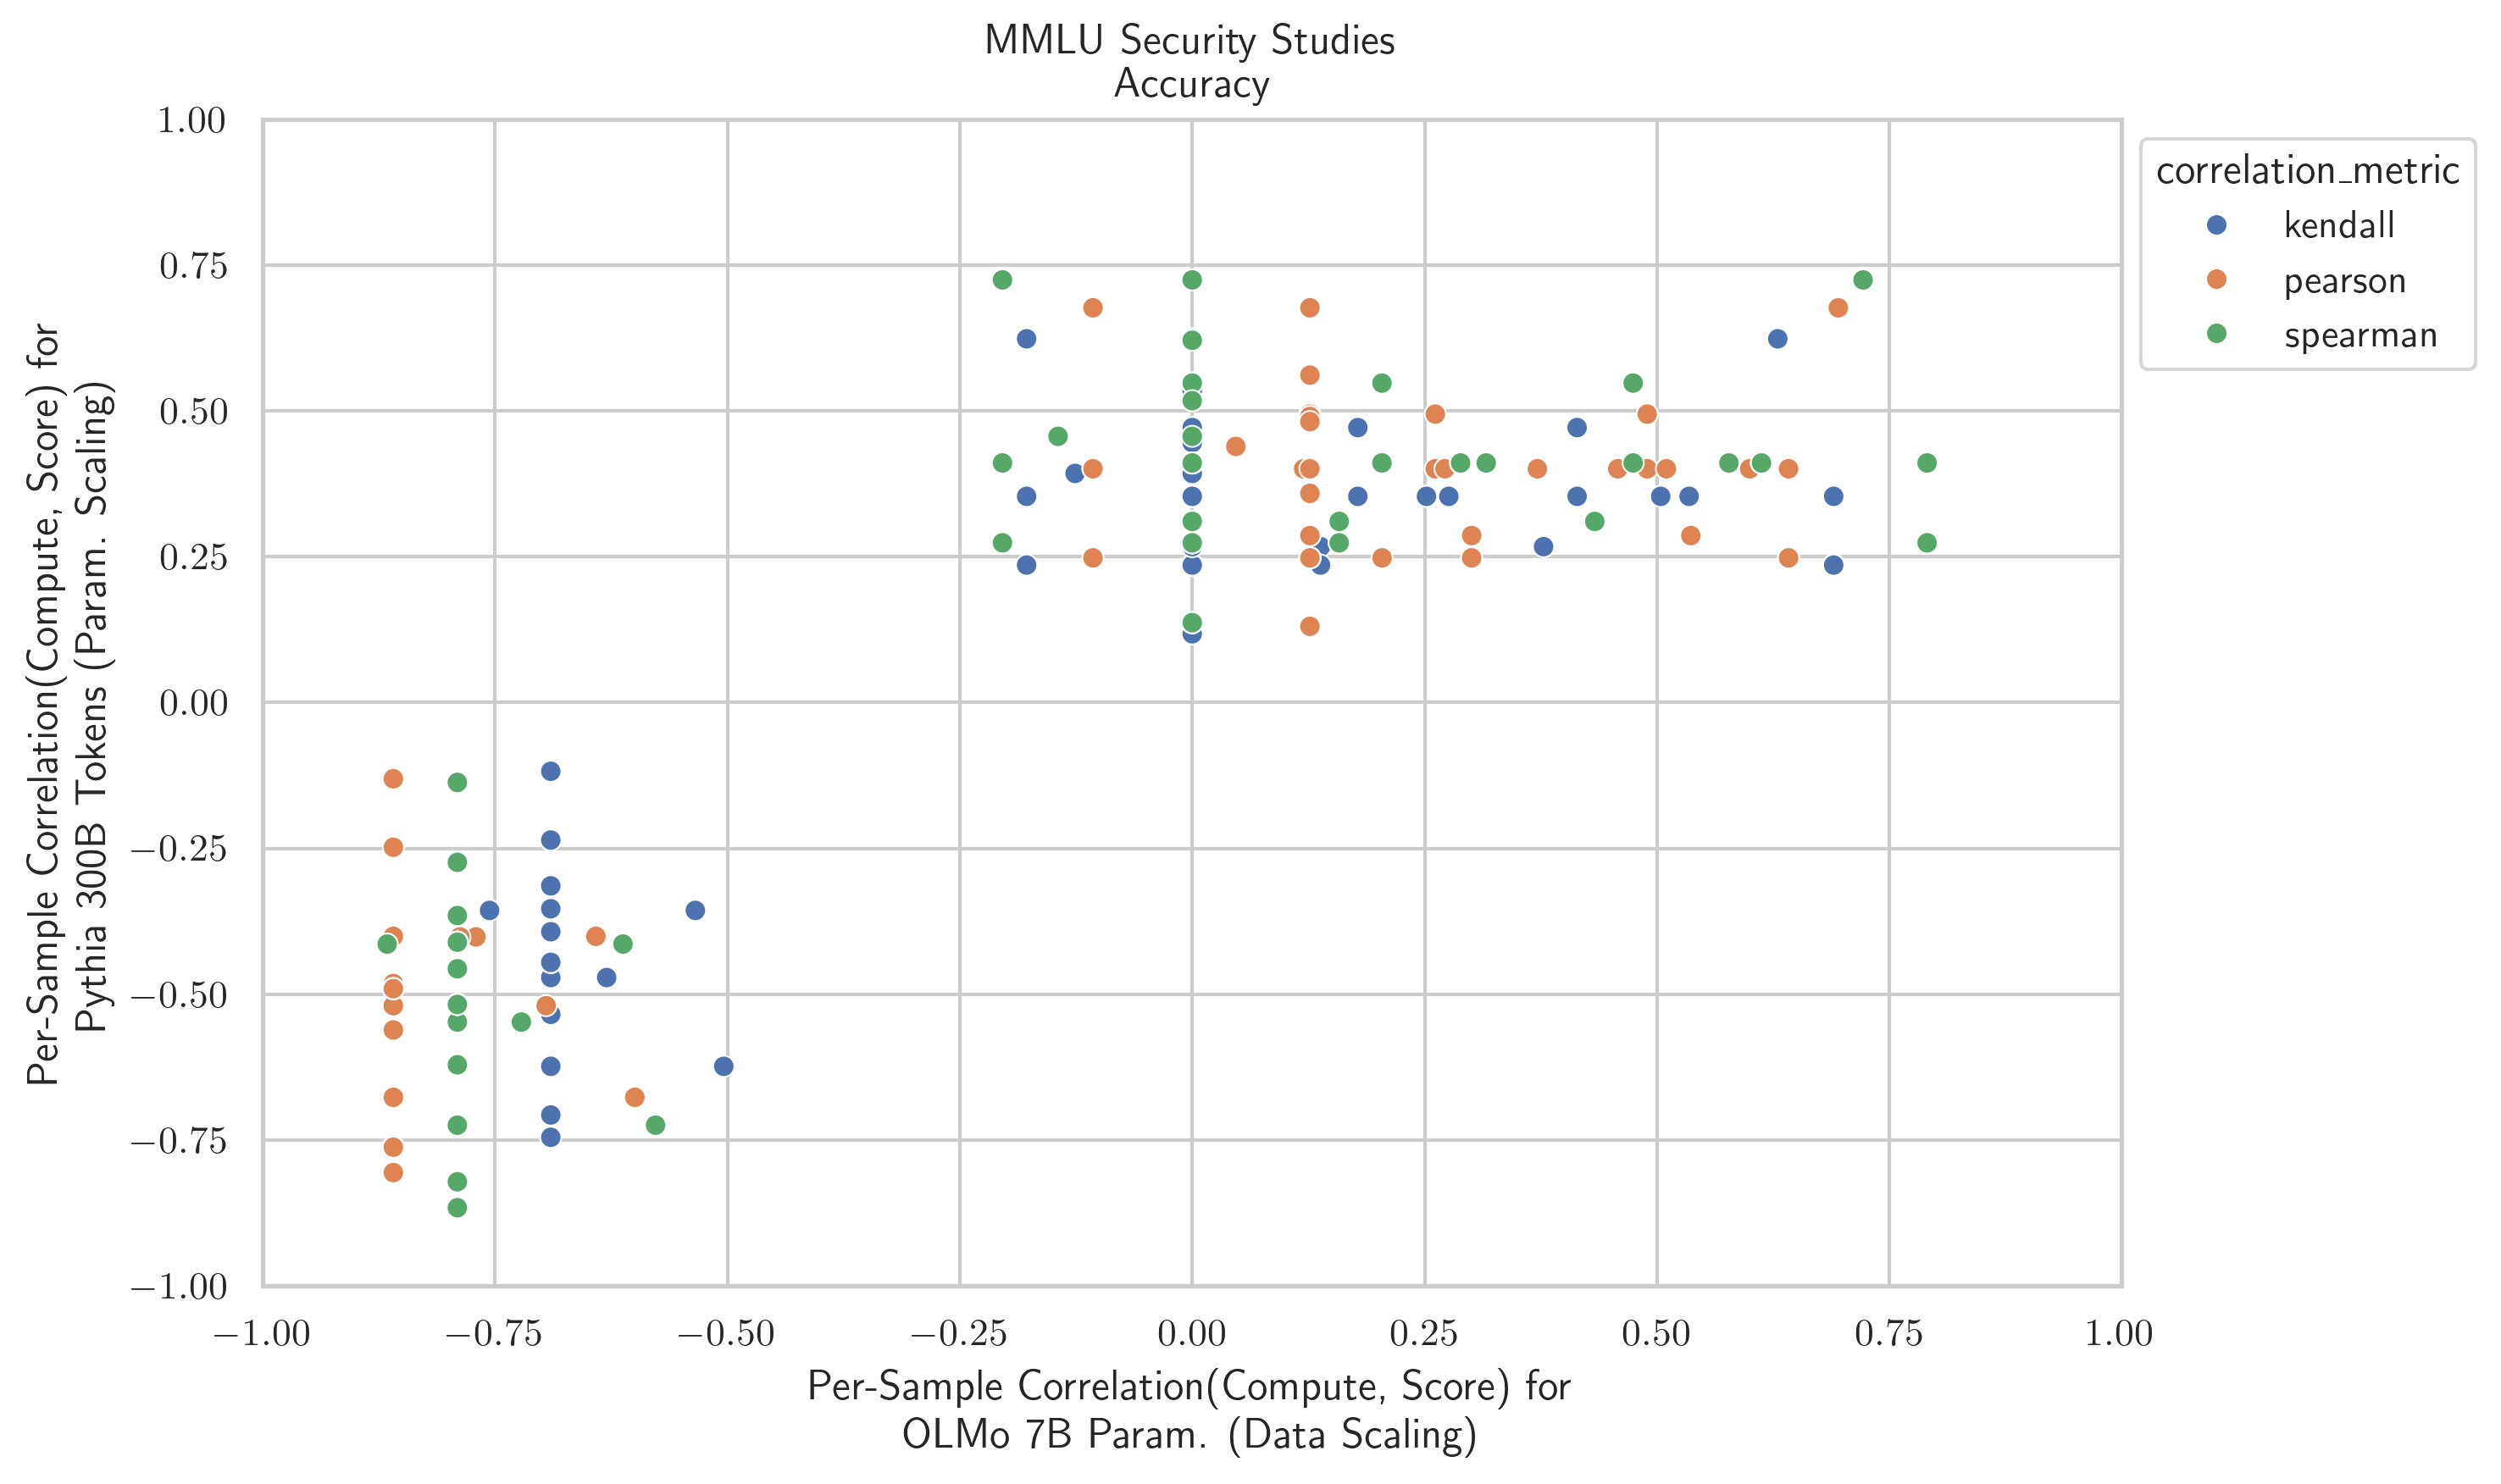 MMLU Security Studies
Accuracy
Per-Sample Correlation(Compute, Score) for
Pythia 300B Tokens (Param. Scaling)
1.00
0.75
0.50
0.25
0.00
−0.25
−0.50
−0.75
−1.00
−1.00 −0.75 −0.50 −0.25 0.00 0.25 0.50 0.75 1.00
Per-Sample Correlation(Compute, Score) for
OLMo 7B Param. (Data Scaling)
correlation_metric
kendall
pearson
spearman